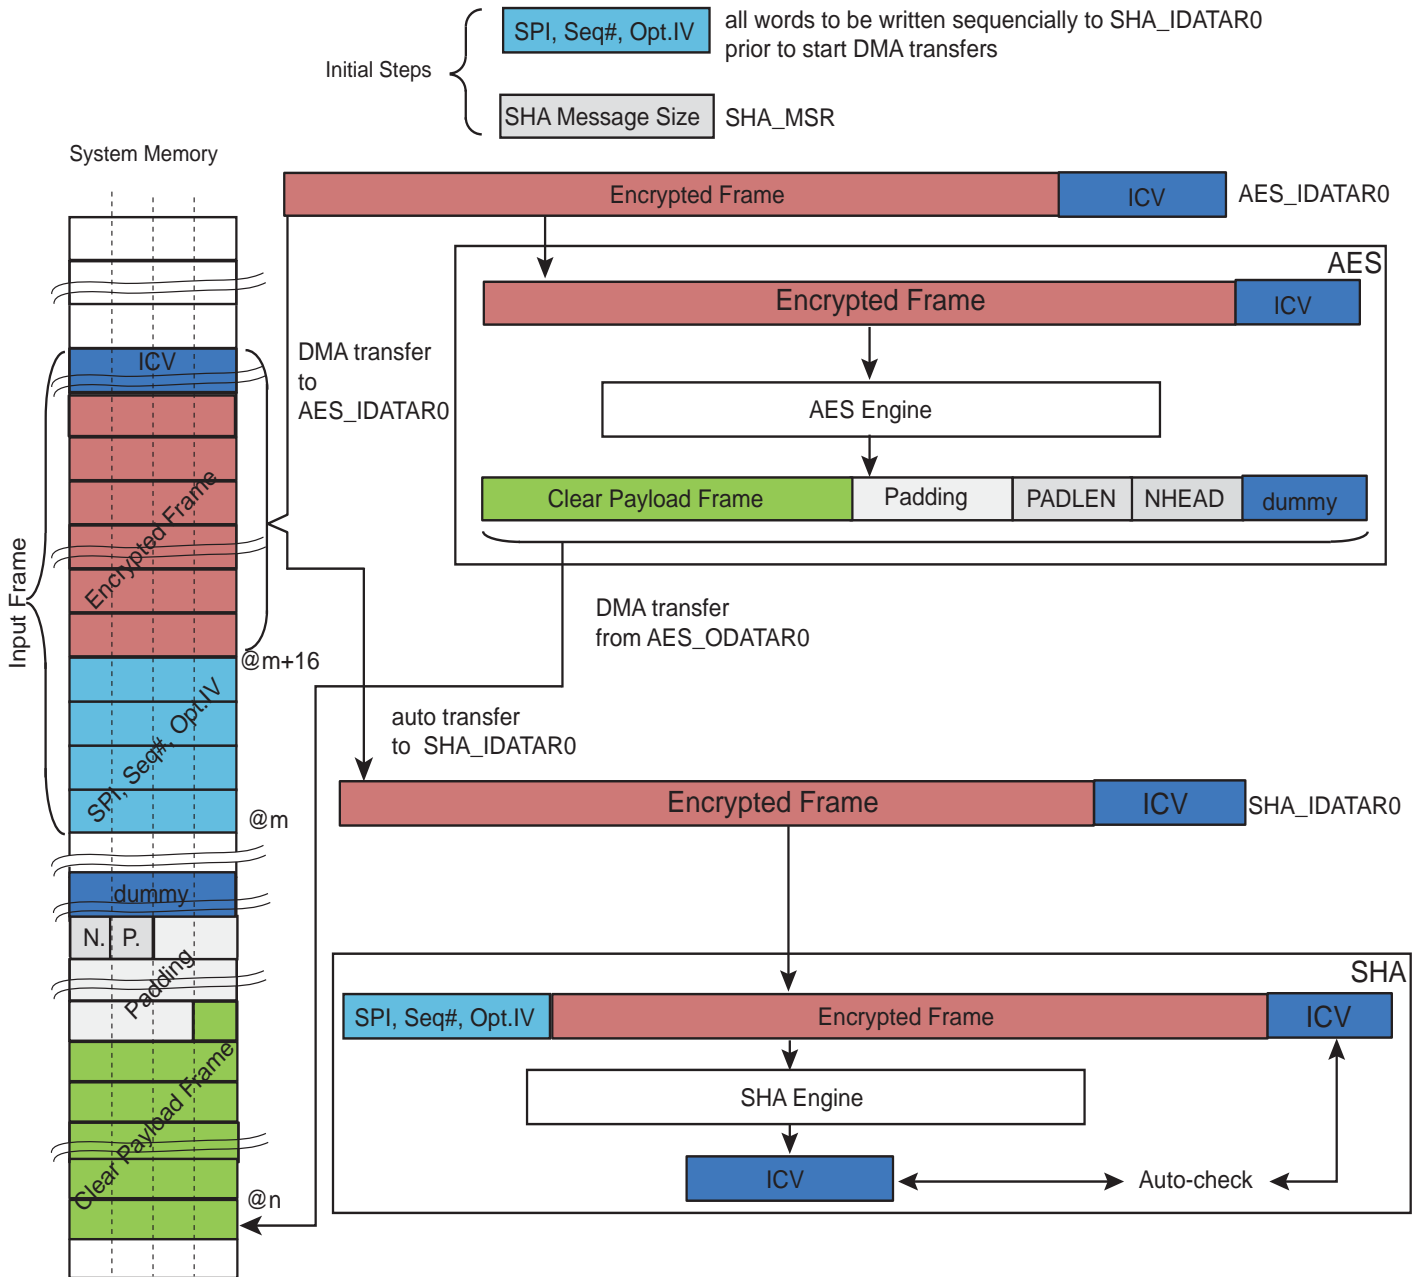 SPI, Seq#, Opt.IV
all words to be written sequencially to SHA_IDATAR0
prior to start DMA transfers
Initial Steps
SHA Message Size
SHA_MSR
System Memory
Encrypted Frame
ICV
AES_IDATAR0
AES
Encrypted Frame
ICV
ICV
DMA transfer
to
AES_IDATAR0
AES Engine
Clear Payload Frame
Padding
PADLEN
NHEAD
dummy
Encrypted Frame
Input Frame
DMA transfer
from AES_ODATAR0
@m+16
SPI, Seq#, Opt.IV
auto transfer
to SHA_IDATAR0
@m
Encrypted Frame
ICV
SHA_IDATAR0
dummy
N.
P.
Padding
SHA
SPI, Seq#, Opt.IV
Encrypted Frame
ICV
SHA Engine
Clear Payload Frame
ICV
Auto-check
@n